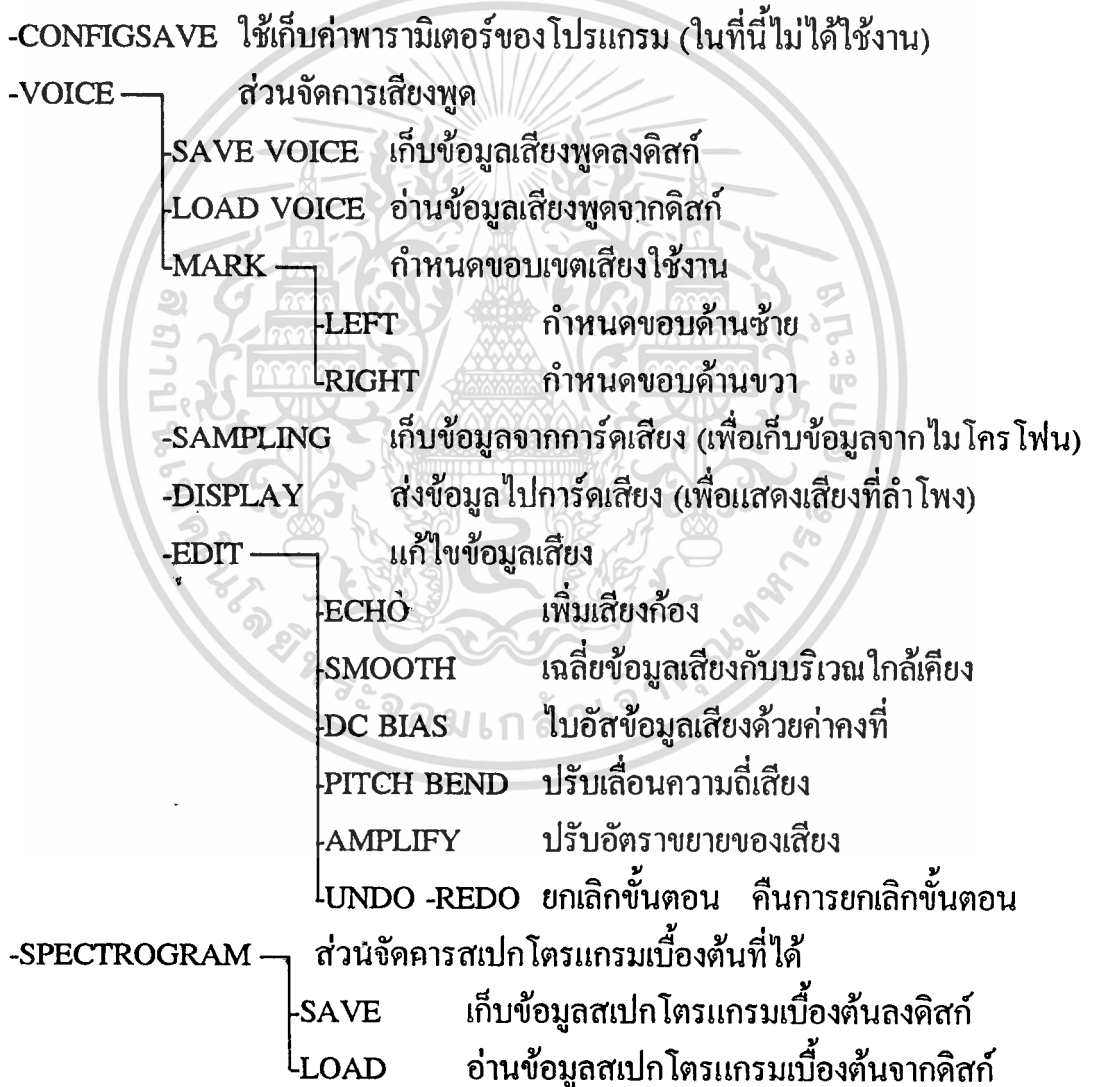 -CONFIGSAVE ใช้เก็บค่าพารามิเตอร์ของโปรแกรม (ในที่นี้ไม่ได้ใช้งาน)
-VOICE ส่วนจัดการเสียงพูด
-SAVE VOICE เก็บข้อมูลเสียงพูดลงดิสก์
-LOAD VOICE อ่านข้อมูลเสียงพูดจากดิสก์
-MARK กำหนดขอบเขตเสียงใช้งาน
-LEFT กำหนดขอบด้านซ้าย
-RIGHT กำหนดขอบด้านขวา
-SAMPLING เก็บข้อมูลจากการ์ดเสียง (เพื่อเก็บข้อมูลจากไมโครโฟน)
-DISPLAY ส่งข้อมูลไปการ์ดเสียง (เพื่อแสดงเสียงที่ลำโพง)
-EDIT แก้ไขข้อมูลเสียง
-ECHO เพิ่มเสียงก้อง
-SMOOTH เฉลี่ยข้อมูลเสียงกับบริเวณใกล้เคียง
-DC BIAS ไบอัสข้อมูลเสียงด้วยค่าคงที่
-PITCH BEND ปรับเลื่อนความถี่เสียง
-AMPLIFY ปรับอัตราขยายของเสียง
-UNDO -REDO ยกเลิกขั้นตอน คืนการยกเลิกขั้นตอน
-SPECTROGRAM ส่วนจัดการสเปกโตรแกรมเบื้องต้นที่ได้
-SAVE เก็บข้อมูลสเปกโตรแกรมเบื้องต้นลงดิสก์
-LOAD อ่านข้อมูลสเปกโตรแกรมเบื้องต้นจากดิสก์